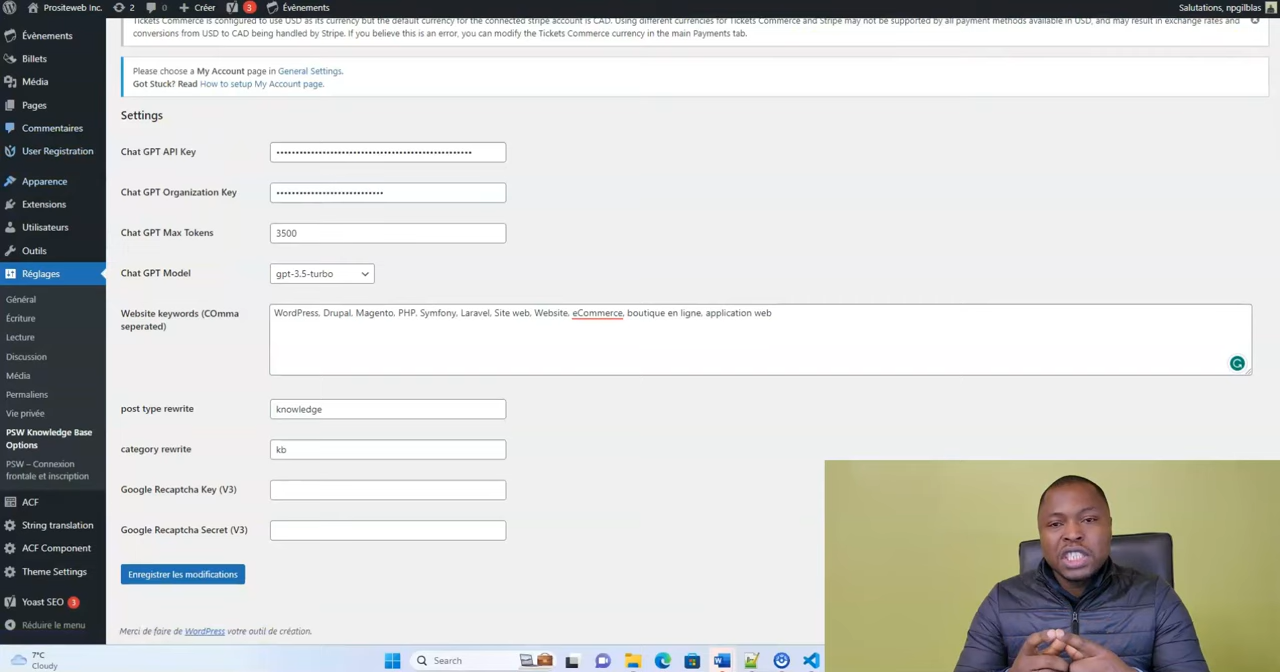 Prositeweb Inc. 2 0 Créer 3 Évènements
Salutations, npgilblas
Évènements
Billets
Média
Pages
Commentaires
User Registration
Apparence
Extensions
Utilisateurs
Outils
Réglages
Général
Écriture
Lecture
Discussion
Média
Permaliens
Vie privée
PSW Knowledge Base
Options
PSW – Connexion
frontale et inscription
ACF
String translation
ACF Component
Theme Settings
Yoast SEO 3
Réduire le menu
Tickets Commerce is configured to use USD as its currency but the default currency for the connected stripe account is CAD. Using different currencies for Tickets Commerce and Stripe may not be supported by all payment methods available in USD, and may result in exchange rates and
conversions from USD to CAD being handled by Stripe. If you believe this is an error, you can modify the Tickets Commerce currency in the main Payments tab.
Please choose a My Account page in General Settings.
Got Stuck? Read How to setup My Account page.
Settings
Chat GPT API Key
Chat GPT Organization Key
Chat GPT Max Tokens 3500
Chat GPT Model gpt-3.5-turbo
Website keywords (COmma
seperated)
WordPress, Drupal, Magento, PHP, Symfony, Laravel, Site web, Website, eCommerce, boutique en ligne, application web
post type rewrite knowledge
category rewrite kb
Google Recaptcha Key (V3)
Google Recaptcha Secret (V3)
Enregistrer les modifications
Merci de faire de WordPress votre outil de création.
7°C
Cloudy
Search